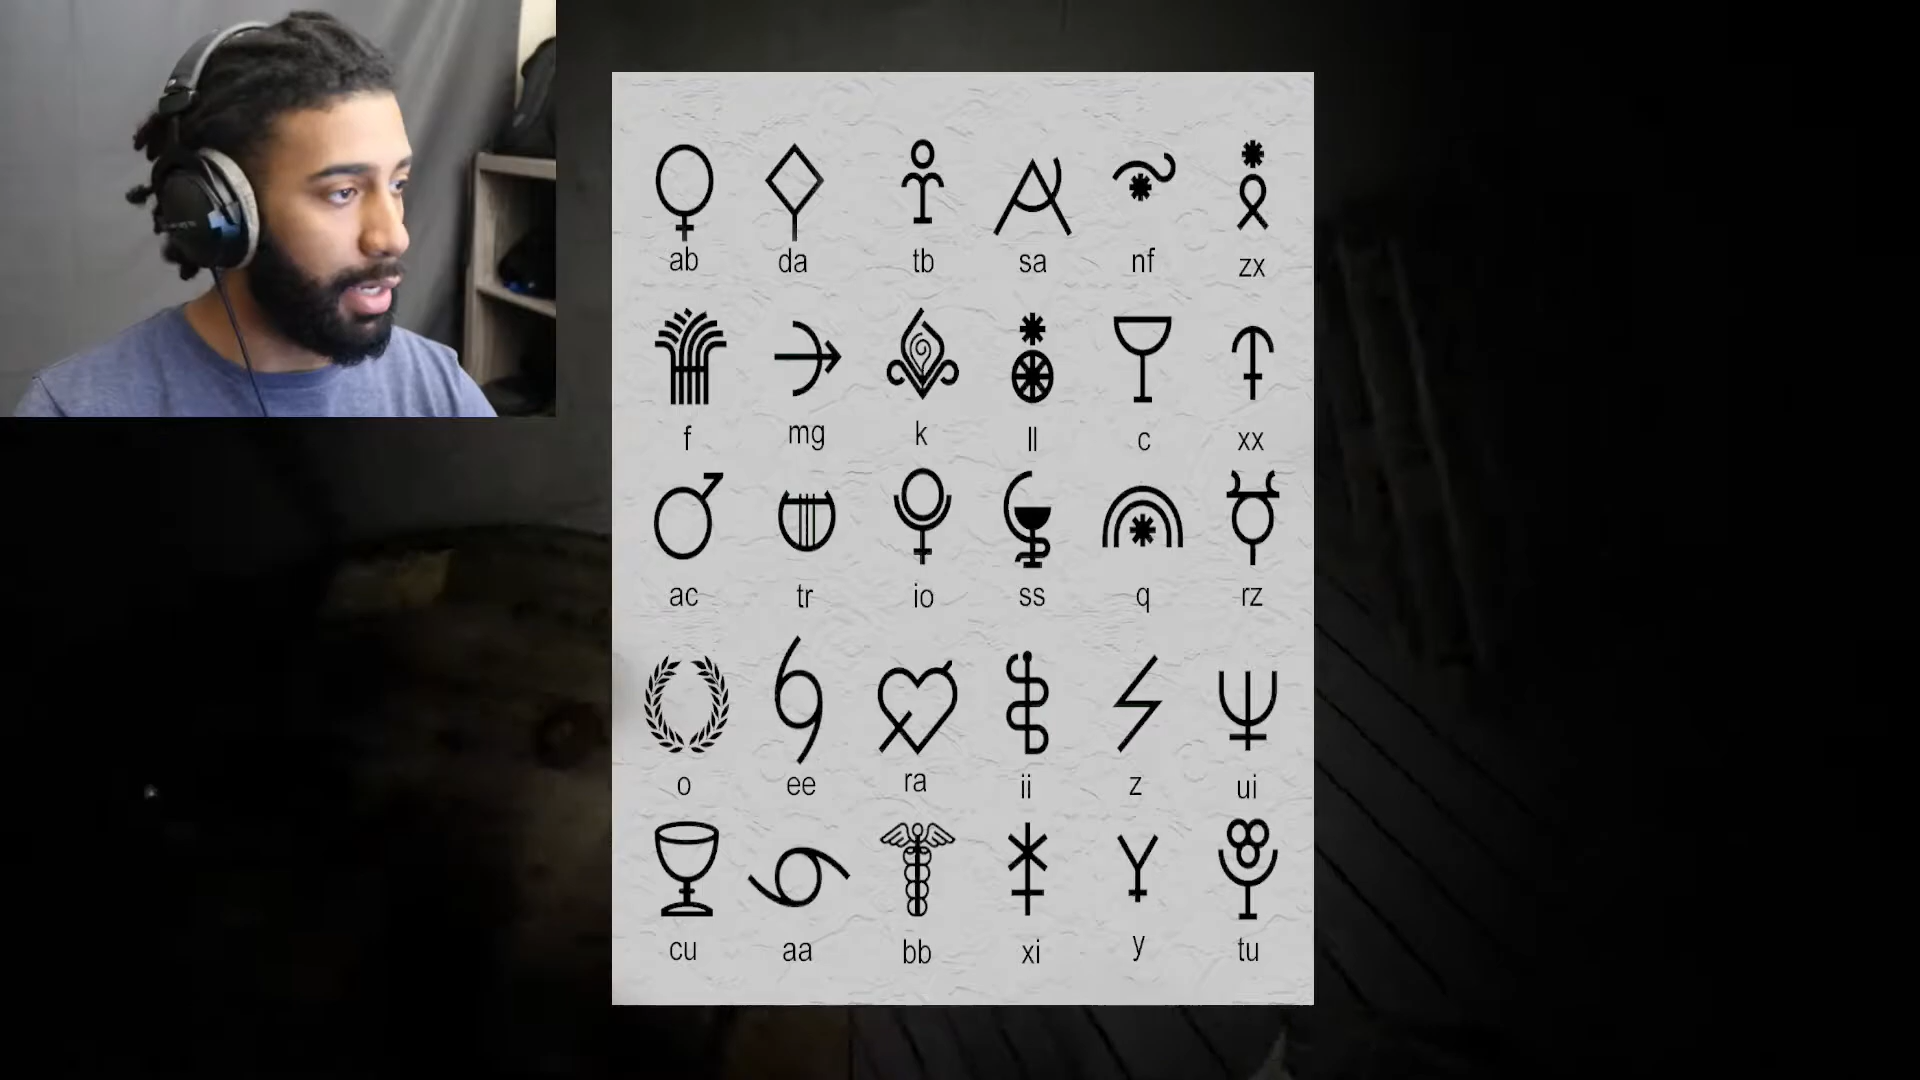 ab da tb sa nf zx
f mg k ll c xx
ac tr io ss q rz
o ee ra ii z ui
cu aa bb xi y tu